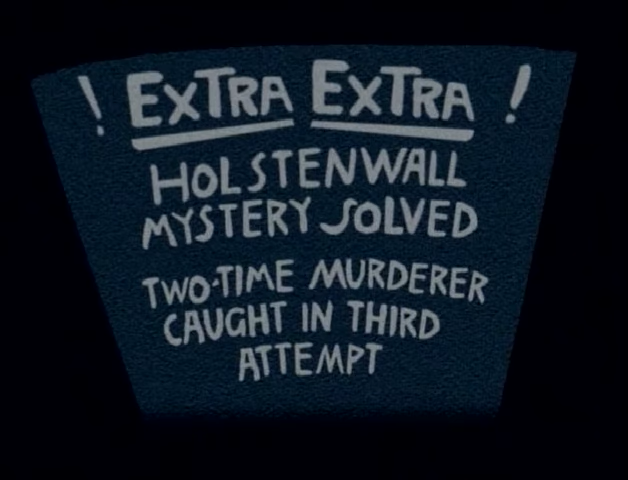 ! EXTRA EXTRA !
HOLSTENWALL
MYSTERY SOLVED
TWO-TIME MURDERER
CAUGHT IN THIRD
ATTEMPT